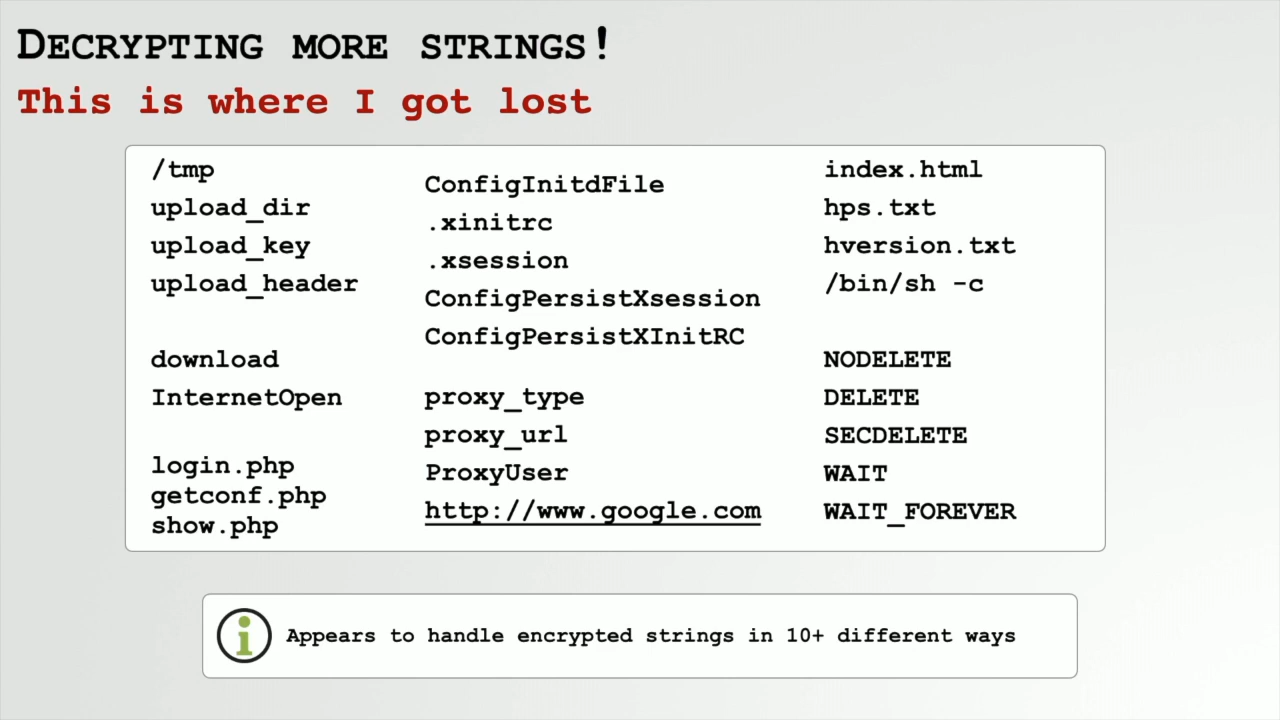 DECRYPTING MORE STRINGS!
This is where I got lost
/tmp
upload_dir
upload_key
upload_header
download
InternetOpen
login.php
getconf.php
show.php
ConfigInitdFile
.xinitrc
.xsession
ConfigPersistXsession
ConfigPersistXInitRC
proxy_type
proxy_url
ProxyUser
http://www.google.com
index.html
hps.txt
hversion.txt
/bin/sh -c
NODELETE
DELETE
SECDELETE
WAIT
WAIT_FOREVER
Appears to handle encrypted strings in 10+ different ways